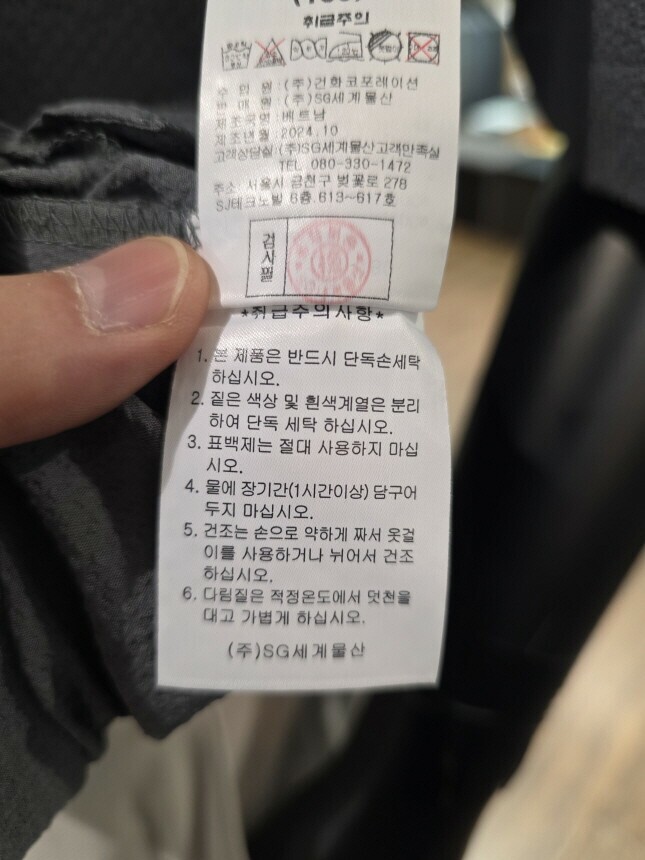 취급주의
수 입 원 : (주)건화코포레이션
판 매 원 : (주)SG세계물산
제조국명 : 베트남
제조년월 : 2024.10
고객상담실:(주)SG세계물산고객만족실
TEL 080-330-1472
주소: 서울시 금천구 벚꽃로 278
SJ테크노빌 6층.613~617호
검사필
*취급주의사항*
1. 본 제품은 반드시 단독손세탁
하십시오.
2. 짙은 색상 및 흰색계열은 분리
하여 단독 세탁 하십시오.
3. 표백제는 절대 사용하지 마십
시오.
4. 물에 장기간(1시간이상) 담구어
두지 마십시오.
5. 건조는 손으로 약하게 짜서 옷걸
이를 사용하거나 뉘어서 건조
하십시오.
6. 다림질은 적정온도에서 덧천을
대고 가볍게 하십시오.
(주)SG세계물산